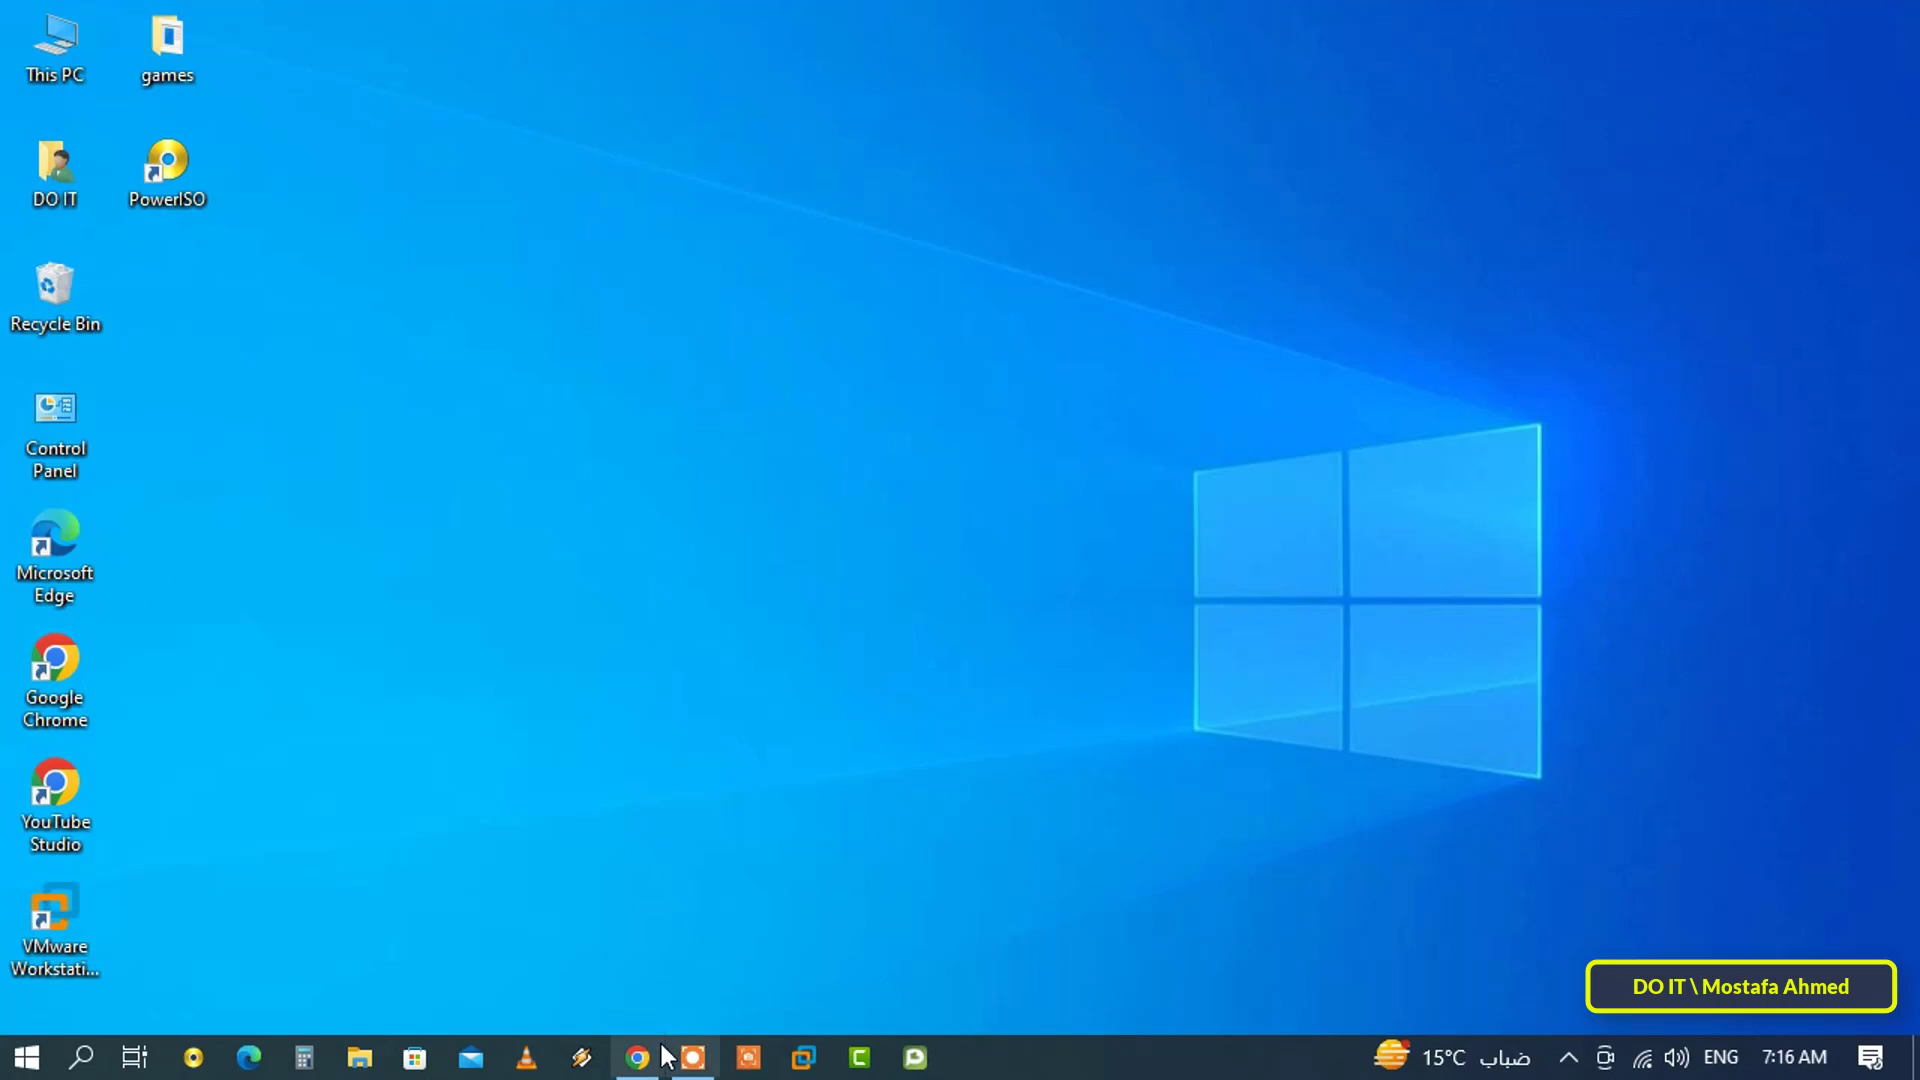 This PC
games
DO IT
PowerISO
Recycle Bin
Control
Panel
Microsoft
Edge
Google
Chrome
YouTube
Studio
VMware
Workstati...
DO IT \ Mostafa Ahmed
15°C ضباب
ENG
7:16 AM